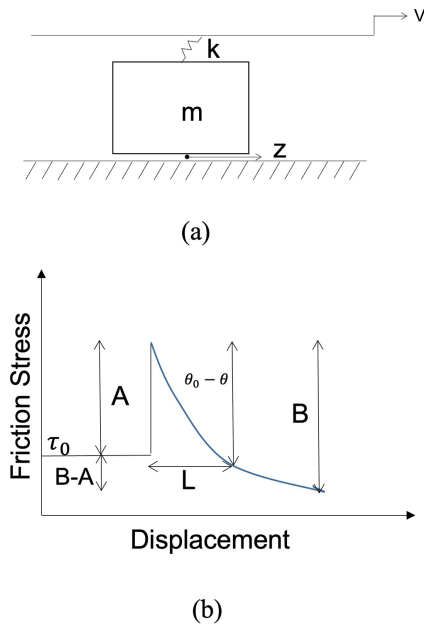 V
k
m
z
(a)
Friction Stress
A
θ₀ − θ
B
τ₀
L
B-A
Displacement
(b)